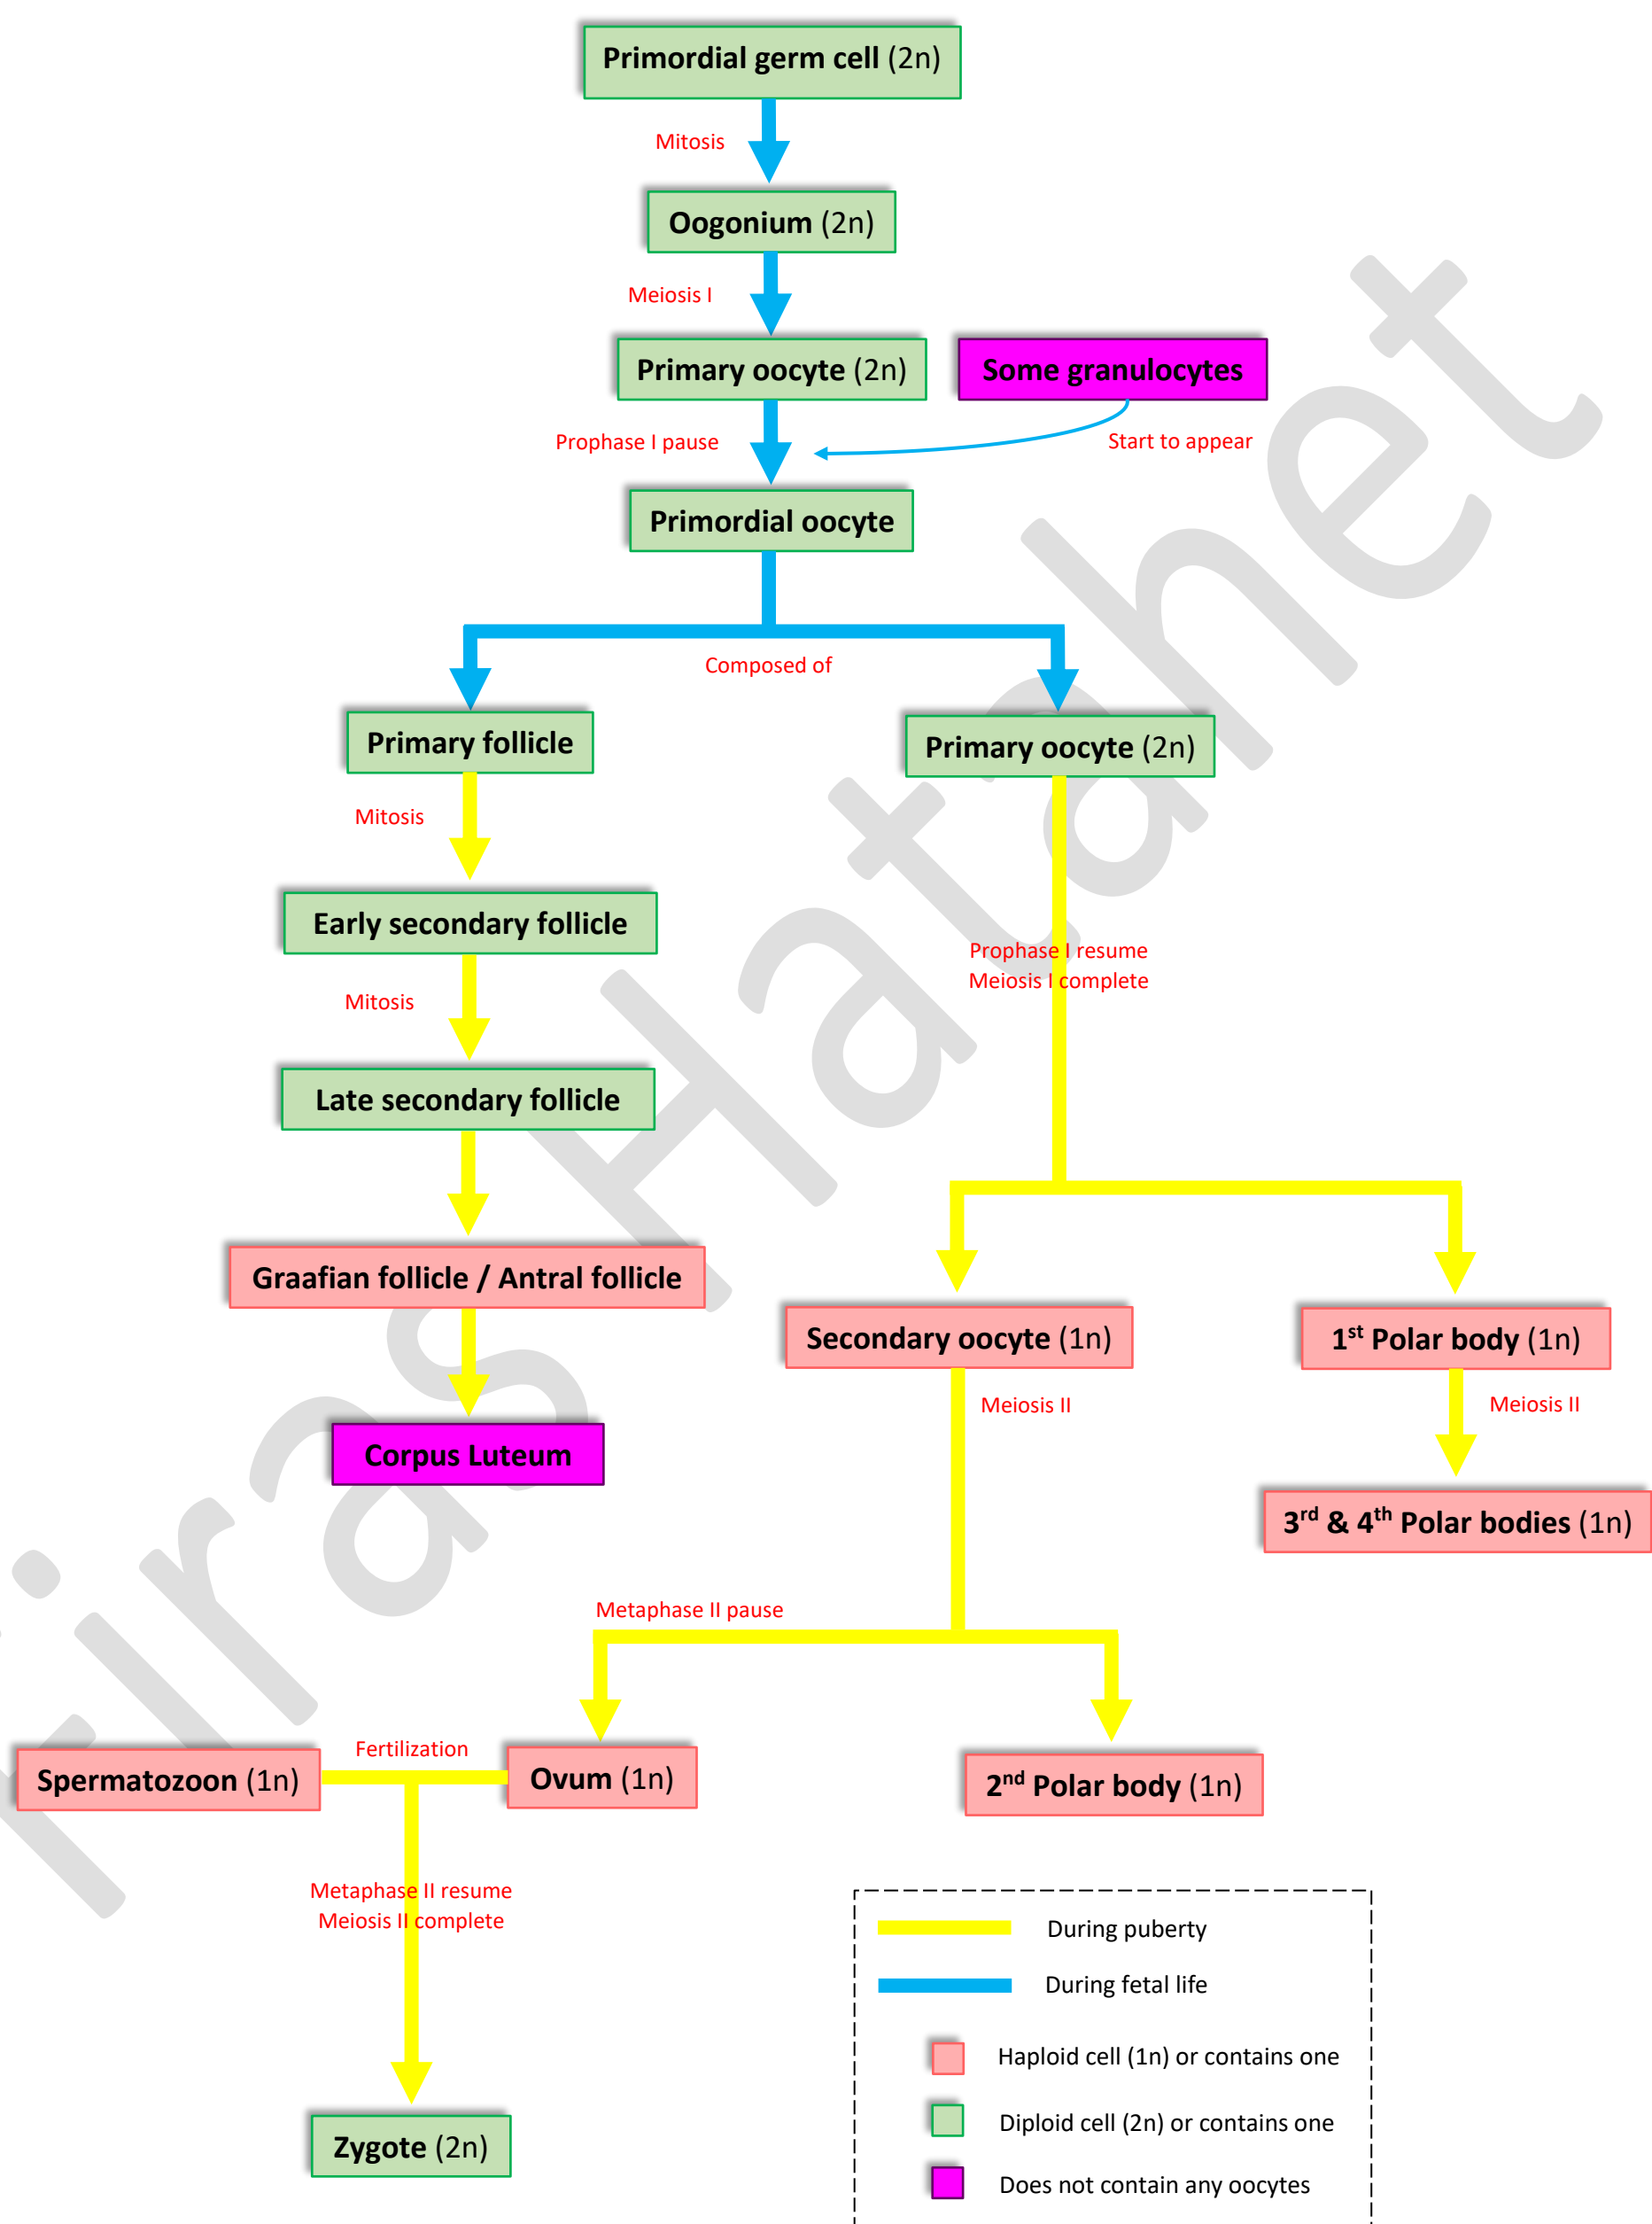 Primordial germ cell (2n)
Mitosis
Oogonium (2n)
Meiosis I
Primary oocyte (2n)
Some granulocytes
Prophase I pause
Start to appear
Primordial oocyte
Composed of
Primary follicle
Primary oocyte (2n)
Mitosis
Early secondary follicle
Prophase I resume
Meiosis I complete
Mitosis
Late secondary follicle
Graafian follicle / Antral follicle
Secondary oocyte (1n)
1st Polar body (1n)
Meiosis II
Meiosis II
Corpus Luteum
3rd & 4th Polar bodies (1n)
Metaphase II pause
Fertilization
Spermatozoon (1n)
Ovum (1n)
2nd Polar body (1n)
Metaphase II resume
Meiosis II complete
Zygote (2n)
During puberty
During fetal life
Haploid cell (1n) or contains one
Diploid cell (2n) or contains one
Does not contain any oocytes
Firas Hatahet